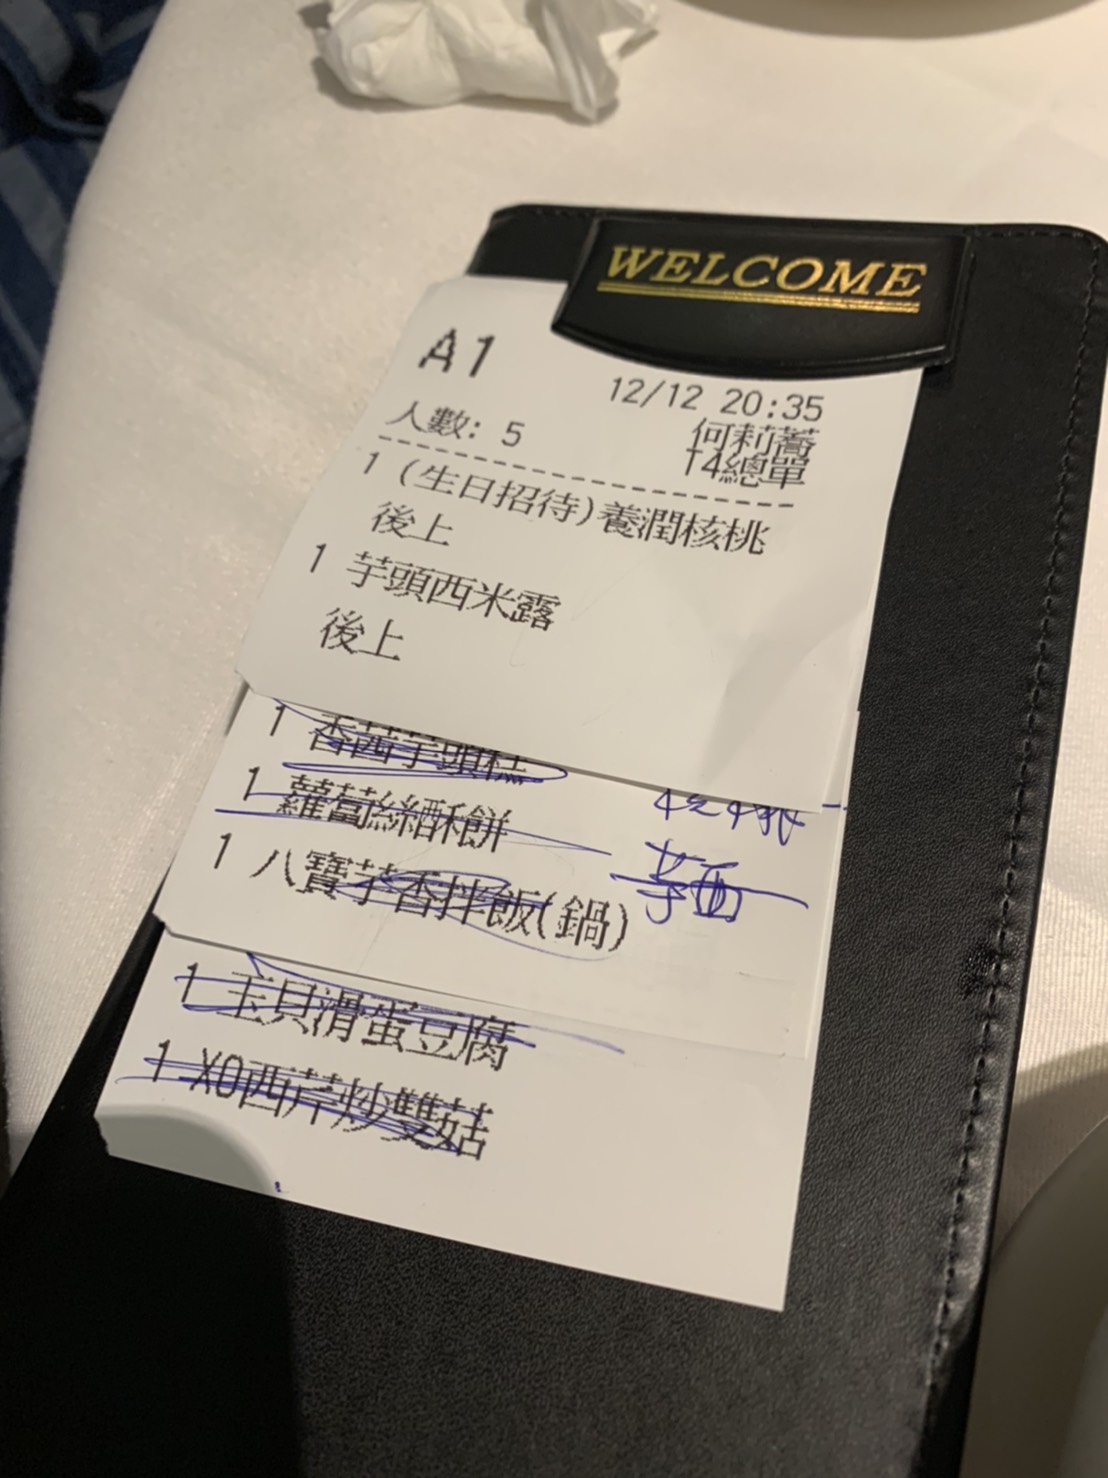 WELCOME
A1
12/12 20:35
人數: 5
何莉蕎
T4總單
1 (生日招待)養潤核桃
後上
1 芋頭西米露
後上
1 香茜芋頭糕
1 蘿蔔絲酥餅
1 八寶芋香拌飯(鍋)
芋面
1 玉貝滑蛋豆腐
1 XO西芹炒雙菇